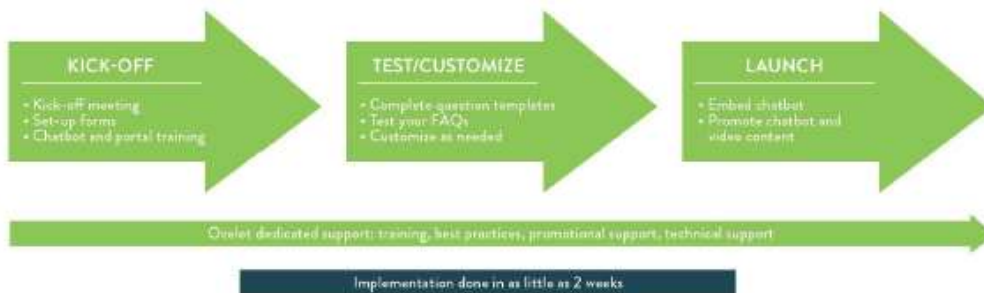 KICK-OFF
• Kick-off meeting
• Set-up forms
• Chatbot and portal training
TEST/CUSTOMIZE
• Complete question templates
• Test your FAQs
• Customize as needed
LAUNCH
• Embed chatbot
• Promote chatbot and
video content
dedicated support: training, best practices, promotional support, technical support
Implementation done in as little as 2 weeks